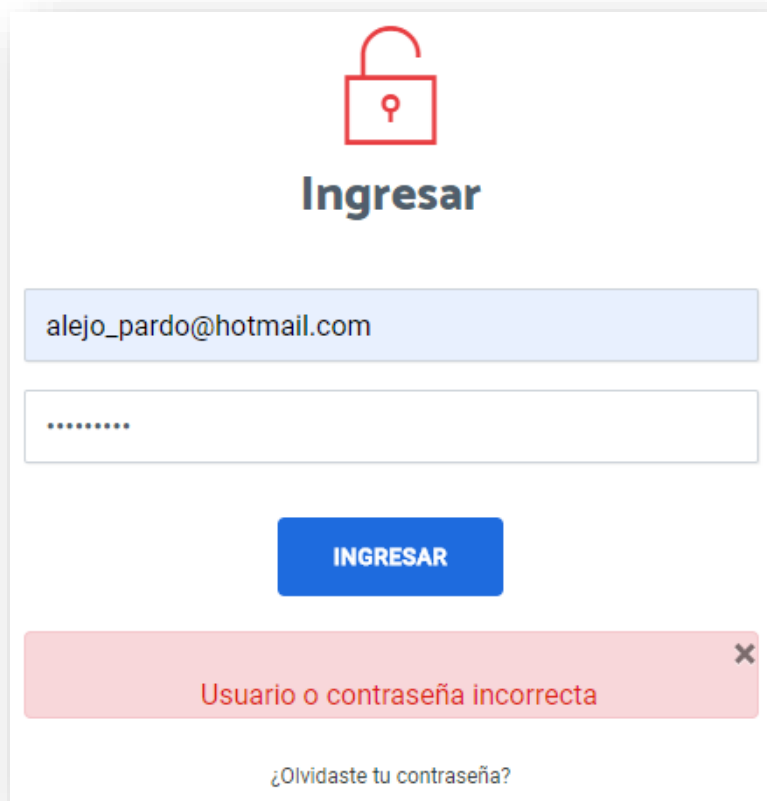 Ingresar
alejo_pardo@hotmail.com
•••••••••
INGRESAR
×
Usuario o contraseña incorrecta
¿Olvidaste tu contraseña?